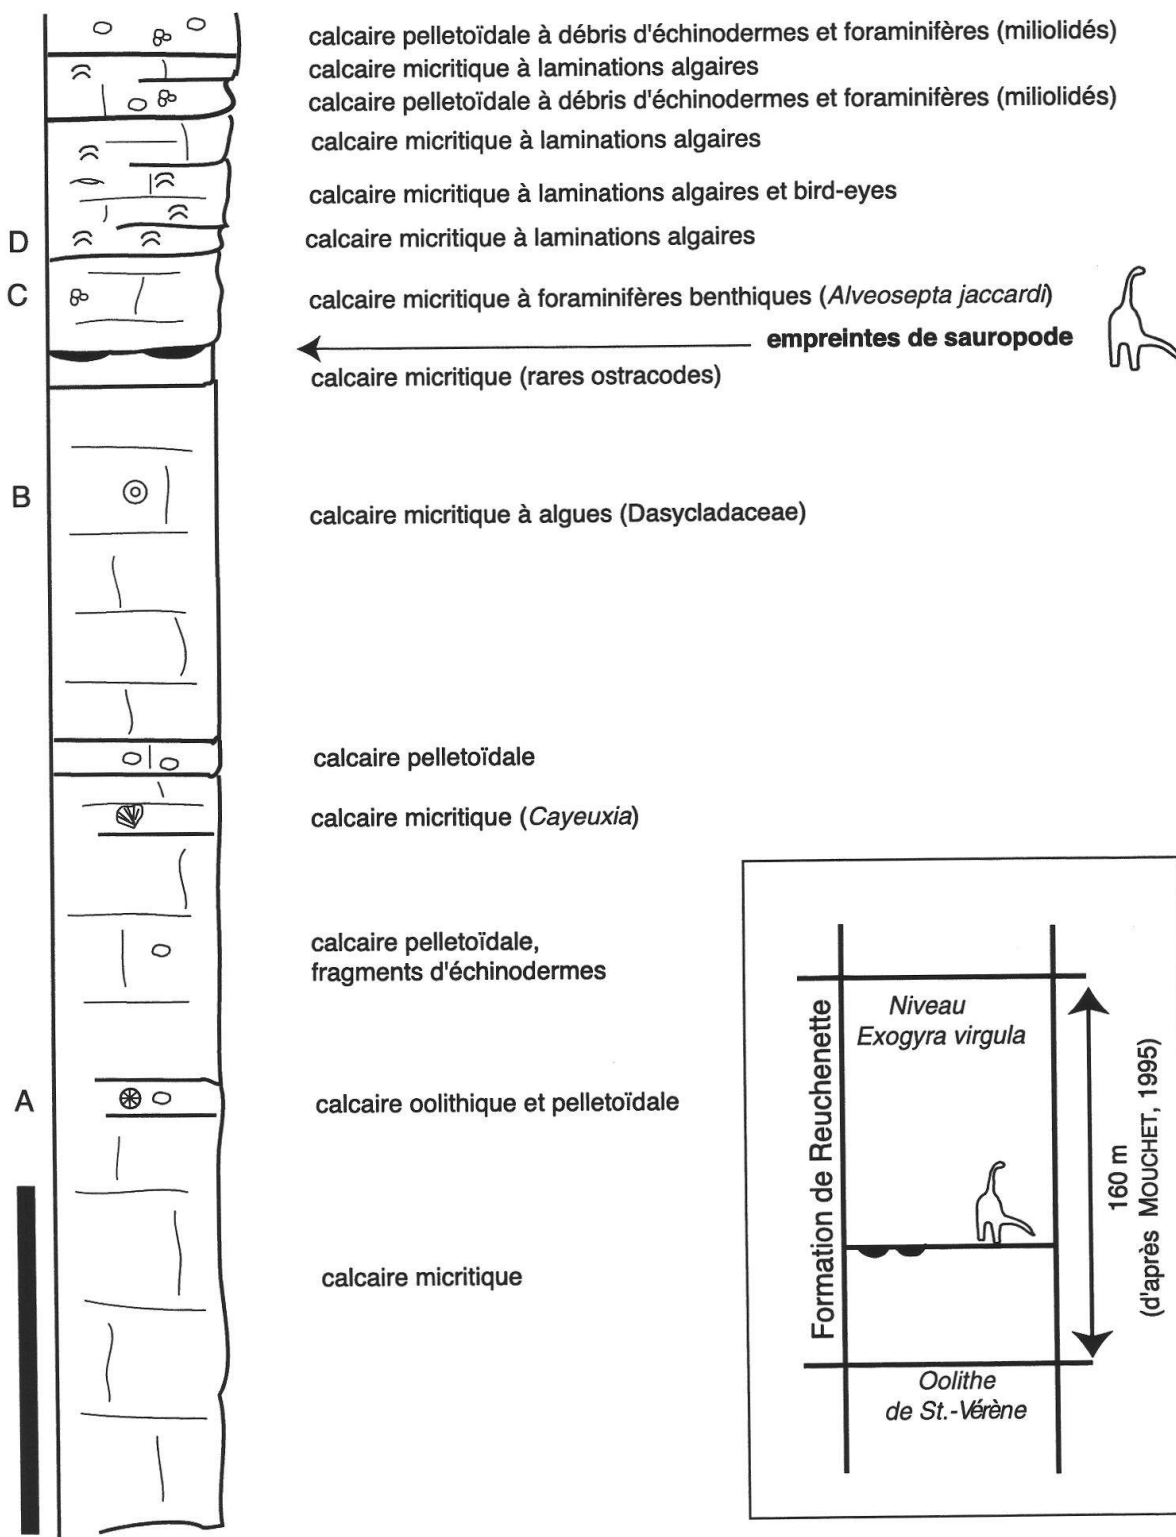 calcaire pelletoïdale à débris d'échinodermes et foraminifères (miliolidés)
calcaire micritique à laminations algaires
calcaire pelletoïdale à débris d'échinodermes et foraminifères (miliolidés)
calcaire micritique à laminations algaires
calcaire micritique à laminations algaires et bird-eyes
D
calcaire micritique à laminations algaires
C
calcaire micritique à foraminifères benthiques (Alveosepta jaccardi)
empreintes de sauropode
calcaire micritique (rares ostracodes)
B
calcaire micritique à algues (Dasycladaceae)
calcaire pelletoïdale
calcaire micritique (Cayeuxia)
calcaire pelletoïdale,
fragments d'échinodermes
A
calcaire oolithique et pelletoïdale
calcaire micritique
Formation de Reuchenette
Niveau
Exogyra virgula
160 m
(d'après MOUCHET, 1995)
Oolithe
de St.-Vérène